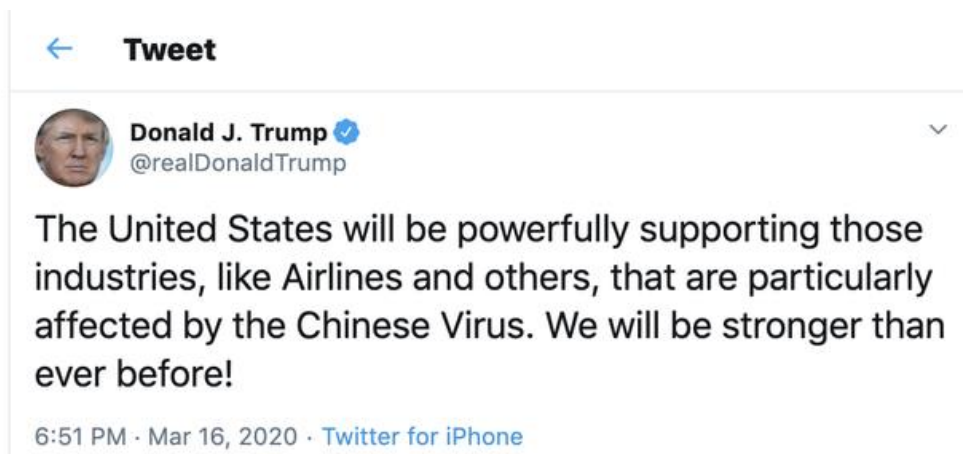 Tweet
Donald J. Trump
@realDonaldTrump
The United States will be powerfully supporting those
industries, like Airlines and others, that are particularly
affected by the Chinese Virus. We will be stronger than
ever before!
6:51 PM · Mar 16, 2020 · Twitter for iPhone